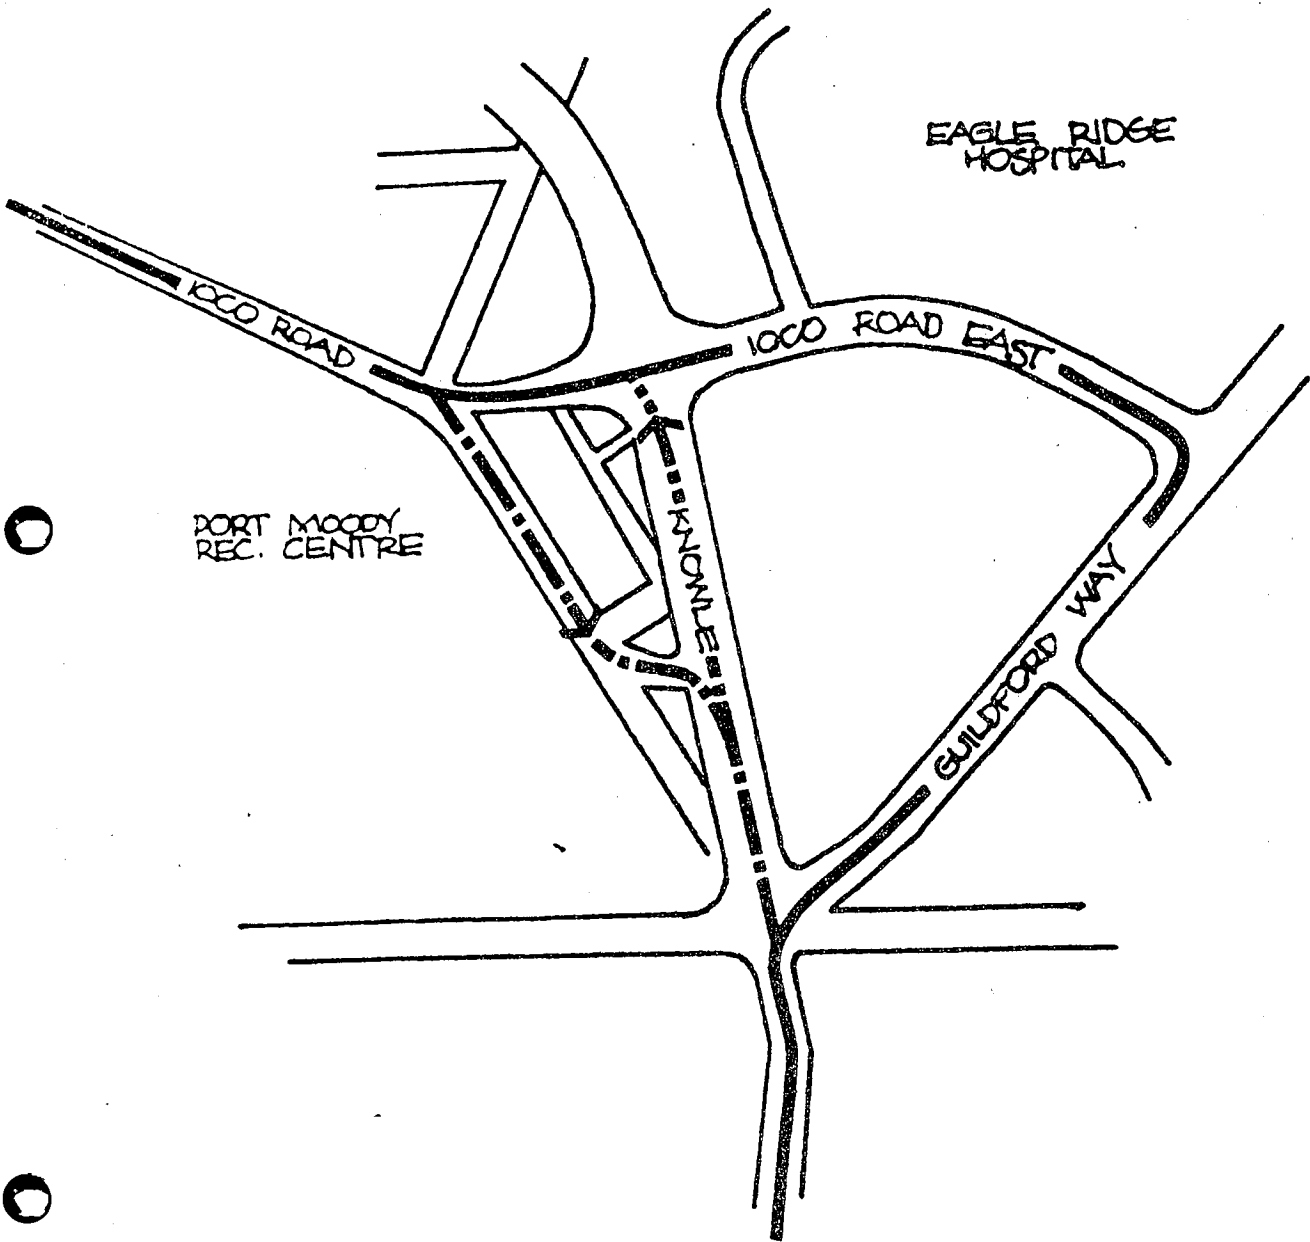 EAGLE RIDGE
HOSPITAL
IOCO ROAD
IOCO ROAD EAST
PORT MOODY
REC. CENTRE
KNOWLE
GUILDFORD WAY